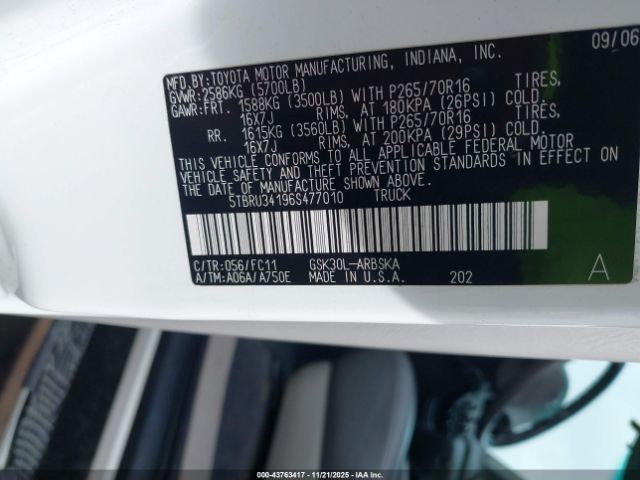 09/06
MFD.BY:TOYOTA MOTOR MANUFACTURING, INDIANA, INC.
GVWR:2586KG (5700LB)
GAWR:FRT. 1588KG (3500LB) WITH P265/70R16 TIRES,
16X7J RIMS, AT 180KPA (26PSI) COLD.
RR. 1615KG (3560LB) WITH P265/70R16 TIRES,
16X7J RIMS, AT 200KPA (29PSI) COLD.
THIS VEHICLE CONFORMS TO ALL APPLICABLE FEDERAL MOTOR
VEHICLE SAFETY AND THEFT PREVENTION STANDARDS IN EFFECT ON
THE DATE OF MANUFACTURE SHOWN ABOVE.
5TBRU34196S477010 TRUCK
C/TR:056/FC11 GSK30L-ARBSKA
A/TM:A06A/A750E MADE IN U.S.A. 202 A
000-43763417 - 11/21/2025 - IAAI.CA